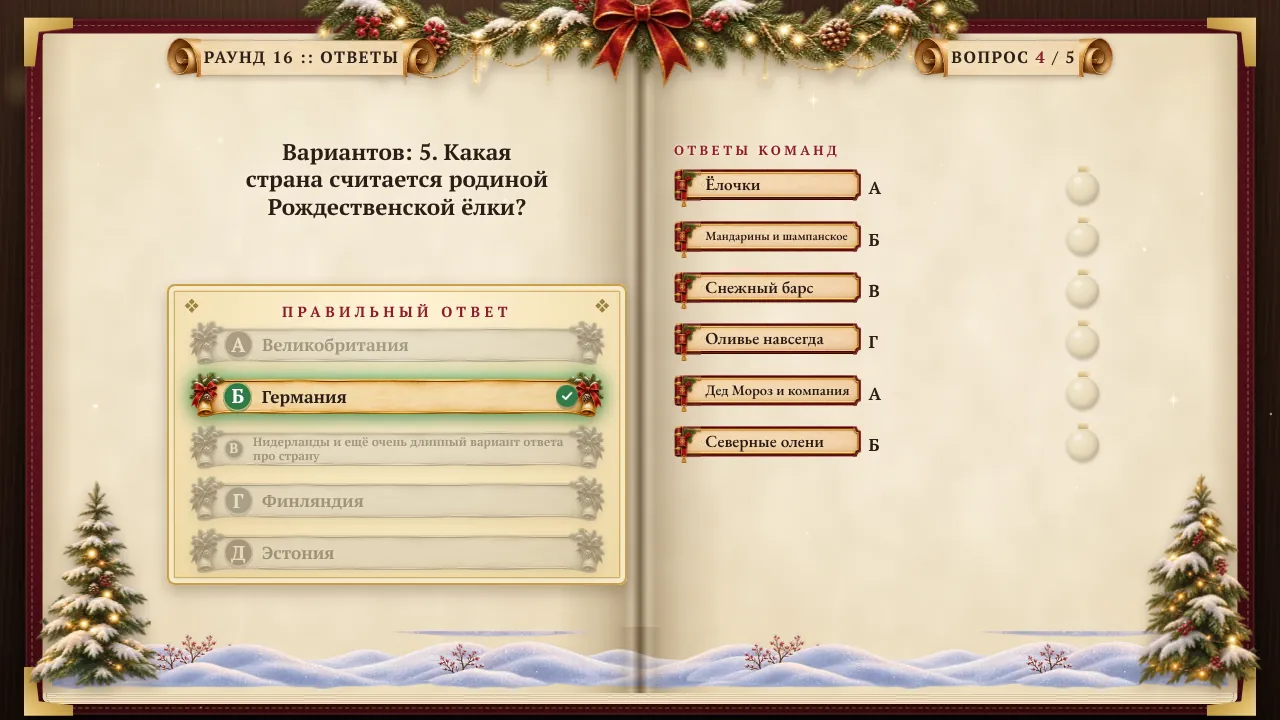 РАУНД 16 :: ОТВЕТЫ
ВОПРОС 4 / 5
Вариантов: 5. Какая
страна считается родиной
Рождественской ёлки?
ПРАВИЛЬНЫЙ ОТВЕТ
А Великобритания
Б Германия
В Нидерланды и ещё очень длинный вариант ответа
про страну
Г Финляндия
Д Эстония
ОТВЕТЫ КОМАНД
Ёлочки А
Мандарины и шампанское Б
Снежный барс В
Оливье навсегда Г
Дед Мороз и компания А
Северные олени Б